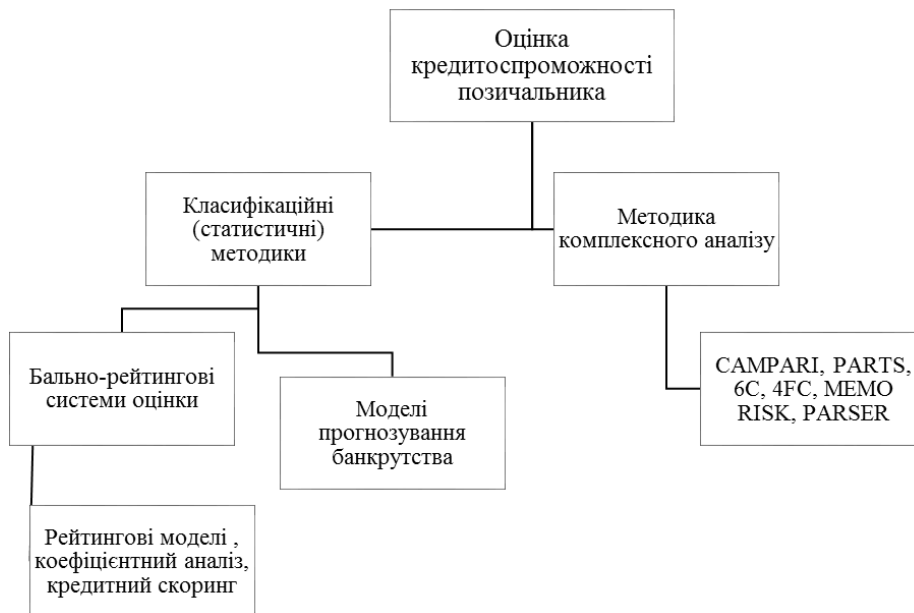 Оцінка
кредитоспроможності
позичальника
Класифікаційні
(статистичні)
методики
Методика
комплексного аналізу
Бально-рейтингові
системи оцінки
Моделі
прогнозування
банкрутства
CAMPARI, PARTS,
6C, 4FC, MEMO
RISK, PARSER
Рейтингові моделі ,
коефіцієнтний аналіз,
кредитний скоринг